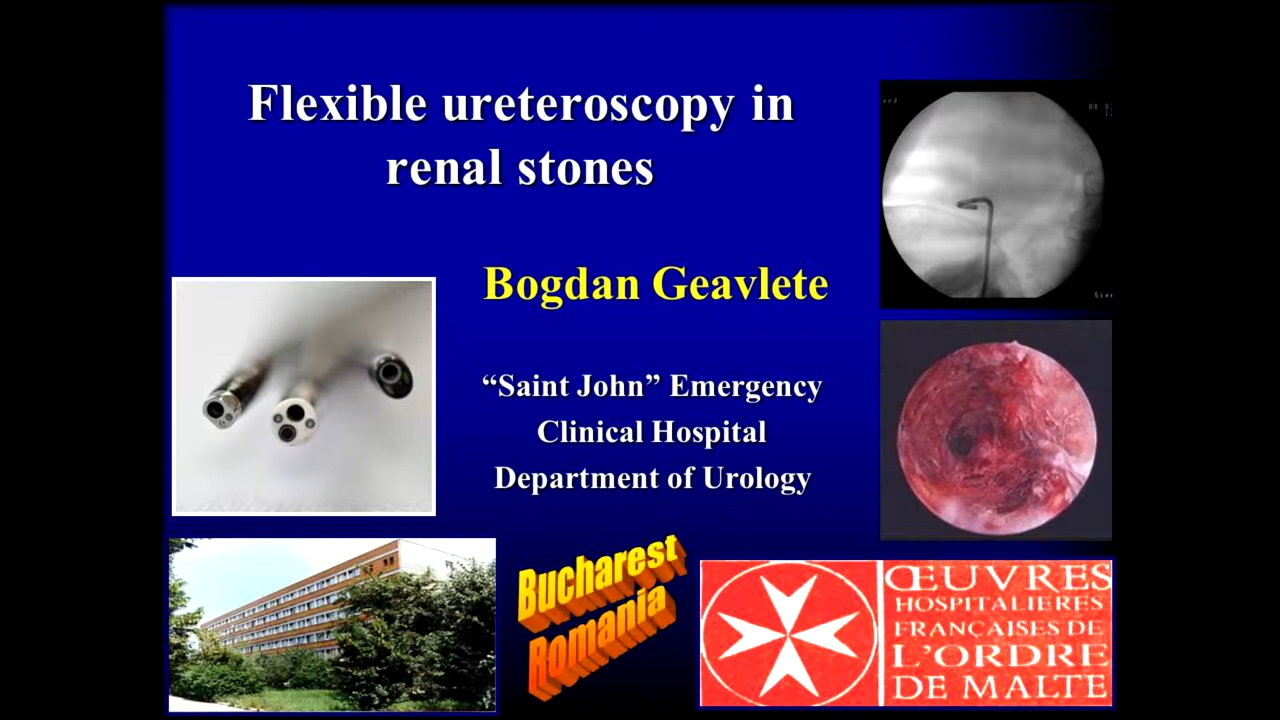 Flexible ureteroscopy in
renal stones
Bogdan Geavlete
“Saint John” Emergency
Clinical Hospital
Department of Urology
Bucharest
Romania
ŒUVRES
HOSPITALIERES
FRANÇAISES DE
L'ORDRE
DE MALTE